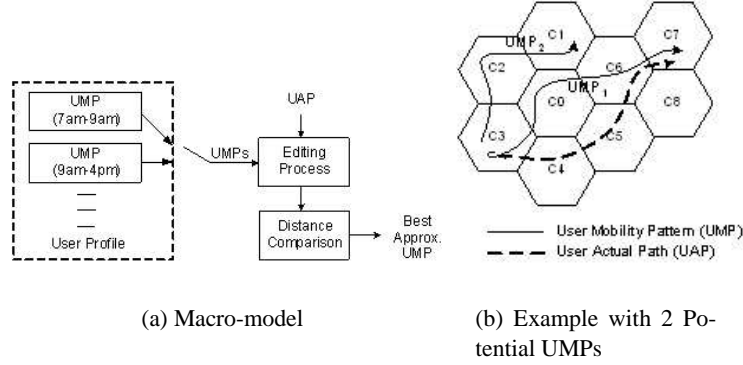 UMP
(7am-9am)
UMP
(9am-4pm)
User Profile
UMPs
UAP
Editing
Process
Distance
Comparison
Best
Approx.
UMP
(a) Macro-model
C1
C7
UMP2
C2
C6
UMP1
C0
C8
C3
C5
C4
User Mobility Pattern (UMP)
User Actual Path (UAP)
(b) Example with 2 Po-
tential UMPs